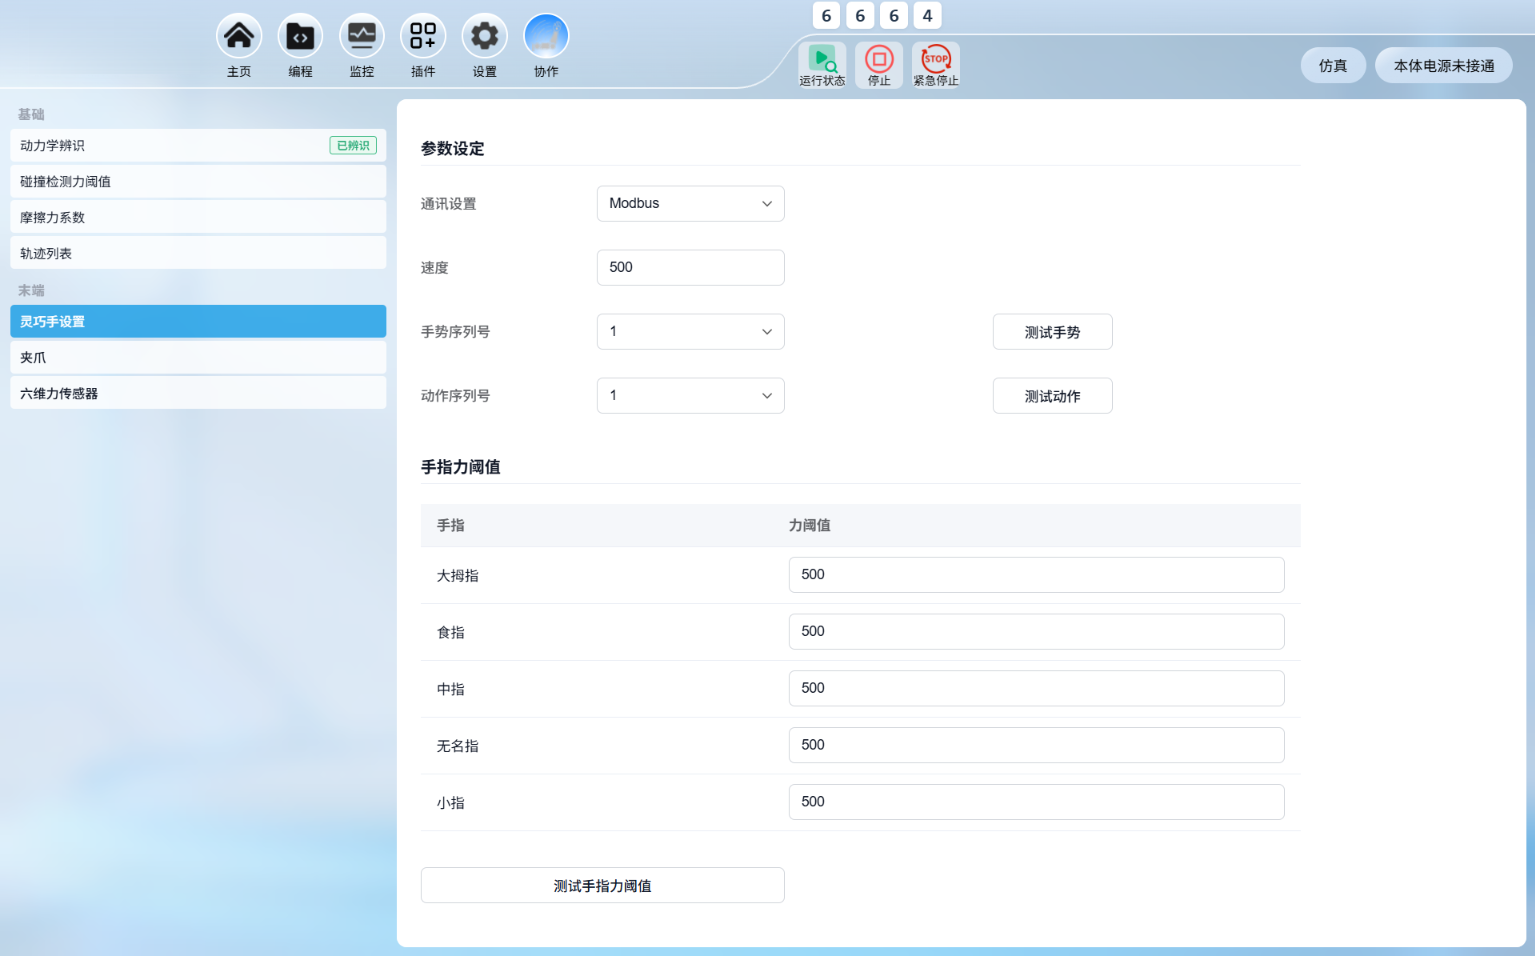 6 6 6 4
主页
编程
监控
插件
设置
协作
运行状态
停止
STOP
紧急停止
仿真
本体电源未接通
基础
动力学辨识 已辨识
碰撞检测力阈值
摩擦力系数
轨迹列表
末端
灵巧手设置
夹爪
六维力传感器
参数设定
通讯设置 Modbus
速度 500
手势序列号 1 测试手势
动作序列号 1 测试动作
手指力阈值
手指 力阈值
大拇指 500
食指 500
中指 500
无名指 500
小指 500
测试手指力阈值